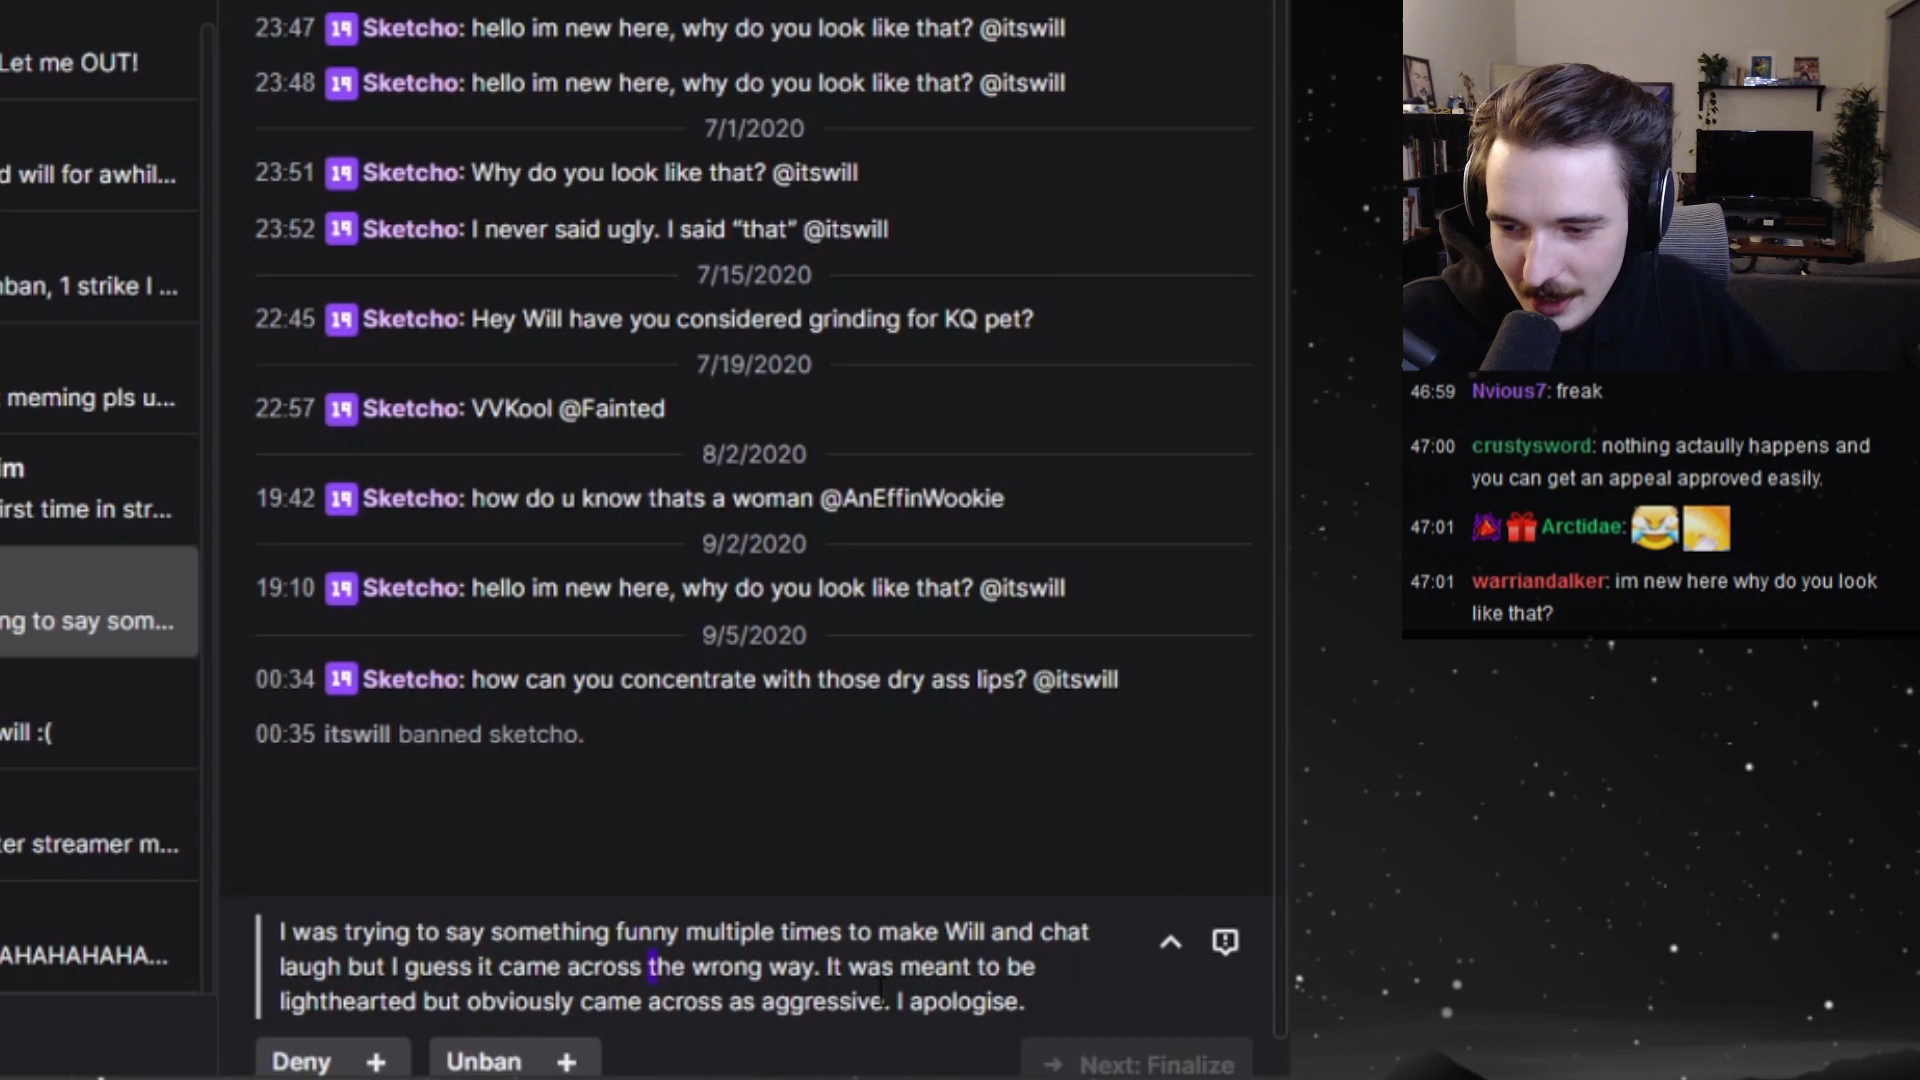 Let me OUT!
d will for awhil...
nban, 1 strike I ...
meming pls u...
im
irst time in str...
ng to say som...
will :(
ter streamer m...
AHAHAHAHA...
23:47 19 Sketcho: hello im new here, why do you look like that? @itswill
23:48 19 Sketcho: hello im new here, why do you look like that? @itswill
7/1/2020
23:51 19 Sketcho: Why do you look like that? @itswill
23:52 19 Sketcho: I never said ugly. I said “that” @itswill
7/15/2020
22:45 19 Sketcho: Hey Will have you considered grinding for KQ pet?
7/19/2020
22:57 19 Sketcho: VVKool @Fainted
8/2/2020
19:42 19 Sketcho: how do u know thats a woman @AnEffinWookie
9/2/2020
19:10 19 Sketcho: hello im new here, why do you look like that? @itswill
9/5/2020
00:34 19 Sketcho: how can you concentrate with those dry ass lips? @itswill
00:35 itswill banned sketcho.
I was trying to say something funny multiple times to make Will and chat
laugh but I guess it came across the wrong way. It was meant to be
lighthearted but obviously came across as aggressive. I apologise.
Deny +
Unban +
→ Next: Finalize
46:59 Nvious7: freak
47:00 crustysword: nothing actaully happens and
you can get an appeal approved easily.
47:01 Arctidae:
47:01 warriandalker: im new here why do you look
like that?